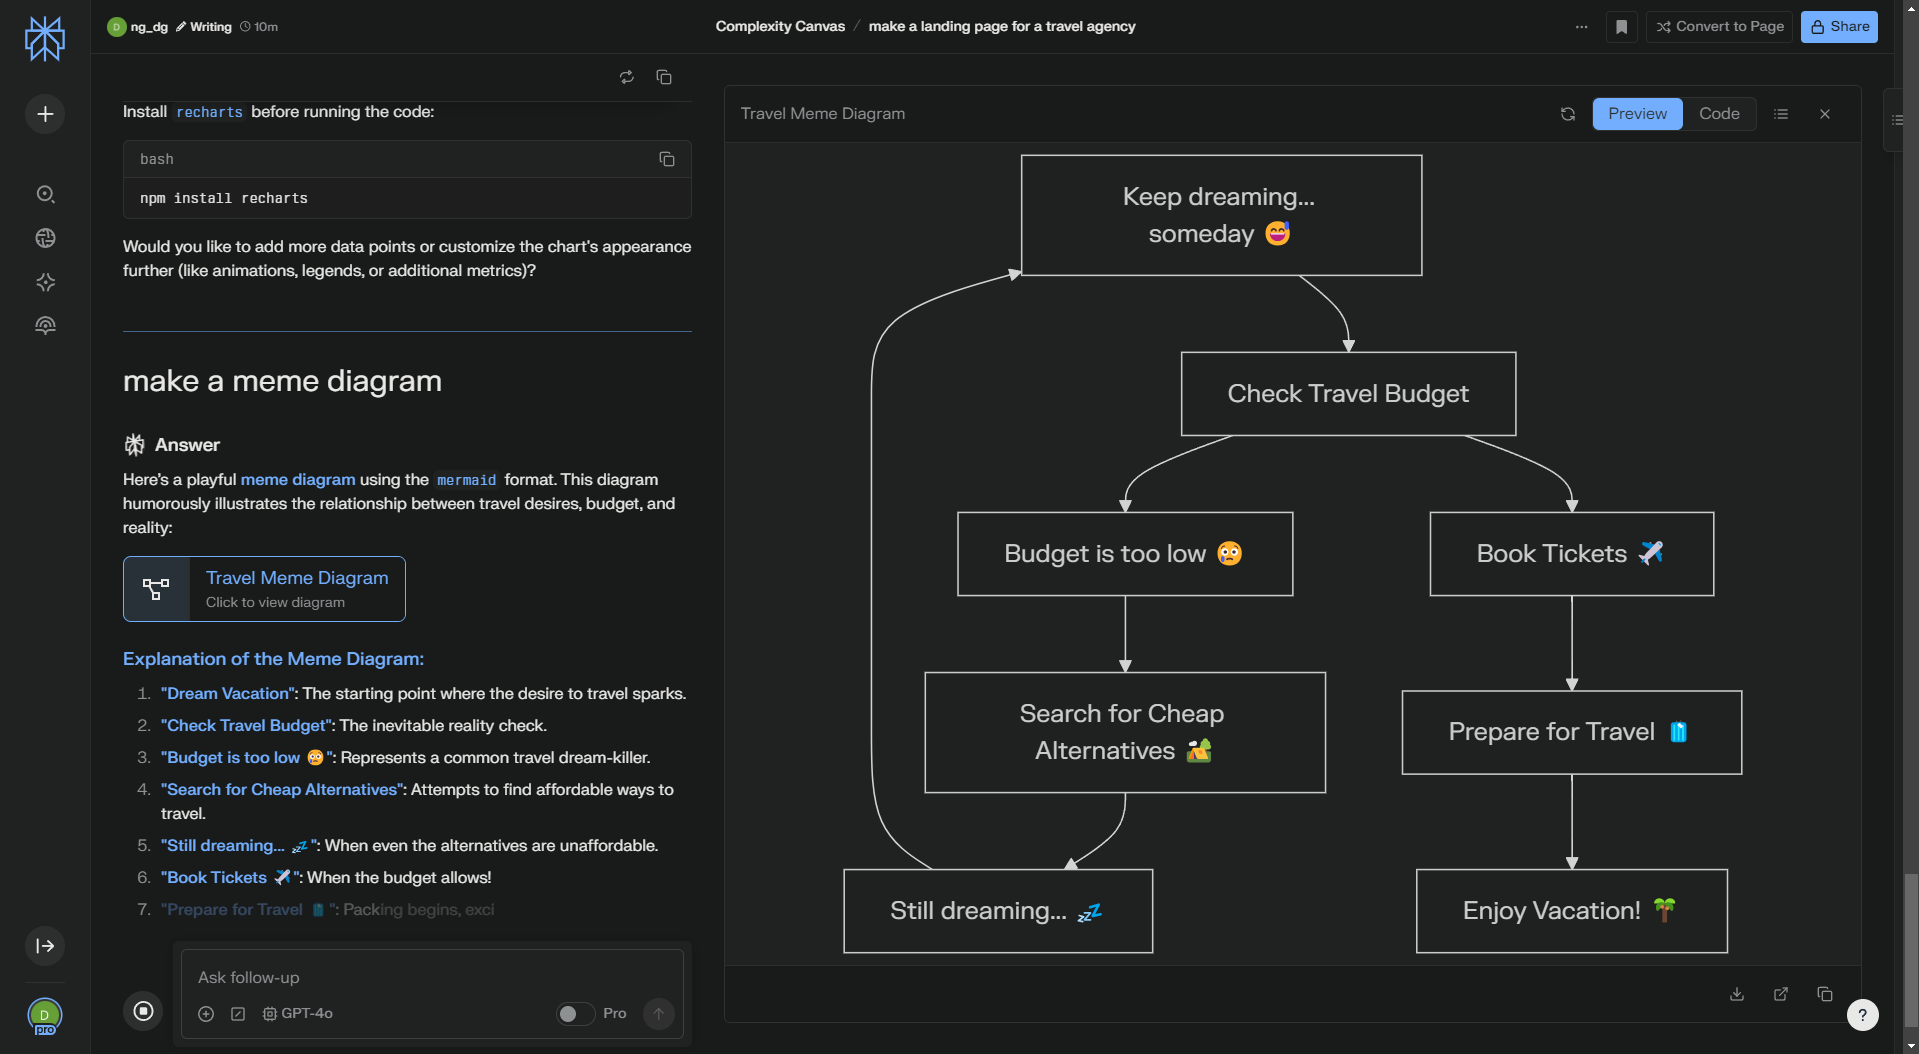 D ng_dg Writing 10m
Complexity Canvas / make a landing page for a travel agency
Convert to Page
Share
Install recharts before running the code:
bash
npm install recharts
Would you like to add more data points or customize the chart's appearance
further (like animations, legends, or additional metrics)?
make a meme diagram
Answer
Here's a playful meme diagram using the mermaid format. This diagram
humorously illustrates the relationship between travel desires, budget, and
reality:
Travel Meme Diagram
Click to view diagram
Explanation of the Meme Diagram:
1. "Dream Vacation": The starting point where the desire to travel sparks.
2. "Check Travel Budget": The inevitable reality check.
3. "Budget is too low 😢": Represents a common travel dream-killer.
4. "Search for Cheap Alternatives": Attempts to find affordable ways to
travel.
5. "Still dreaming... 💤": When even the alternatives are unaffordable.
6. "Book Tickets ✈️": When the budget allows!
7. "Prepare for Travel 🧳": Packing begins, exci
Ask follow-up
GPT-4o
Pro
D
pro
Travel Meme Diagram
Preview
Code
Keep dreaming...
someday 😅
Check Travel Budget
Budget is too low 😢
Book Tickets ✈️
Search for Cheap
Alternatives 🏕️
Prepare for Travel 🧳
Still dreaming... 💤
Enjoy Vacation! 🌴
?